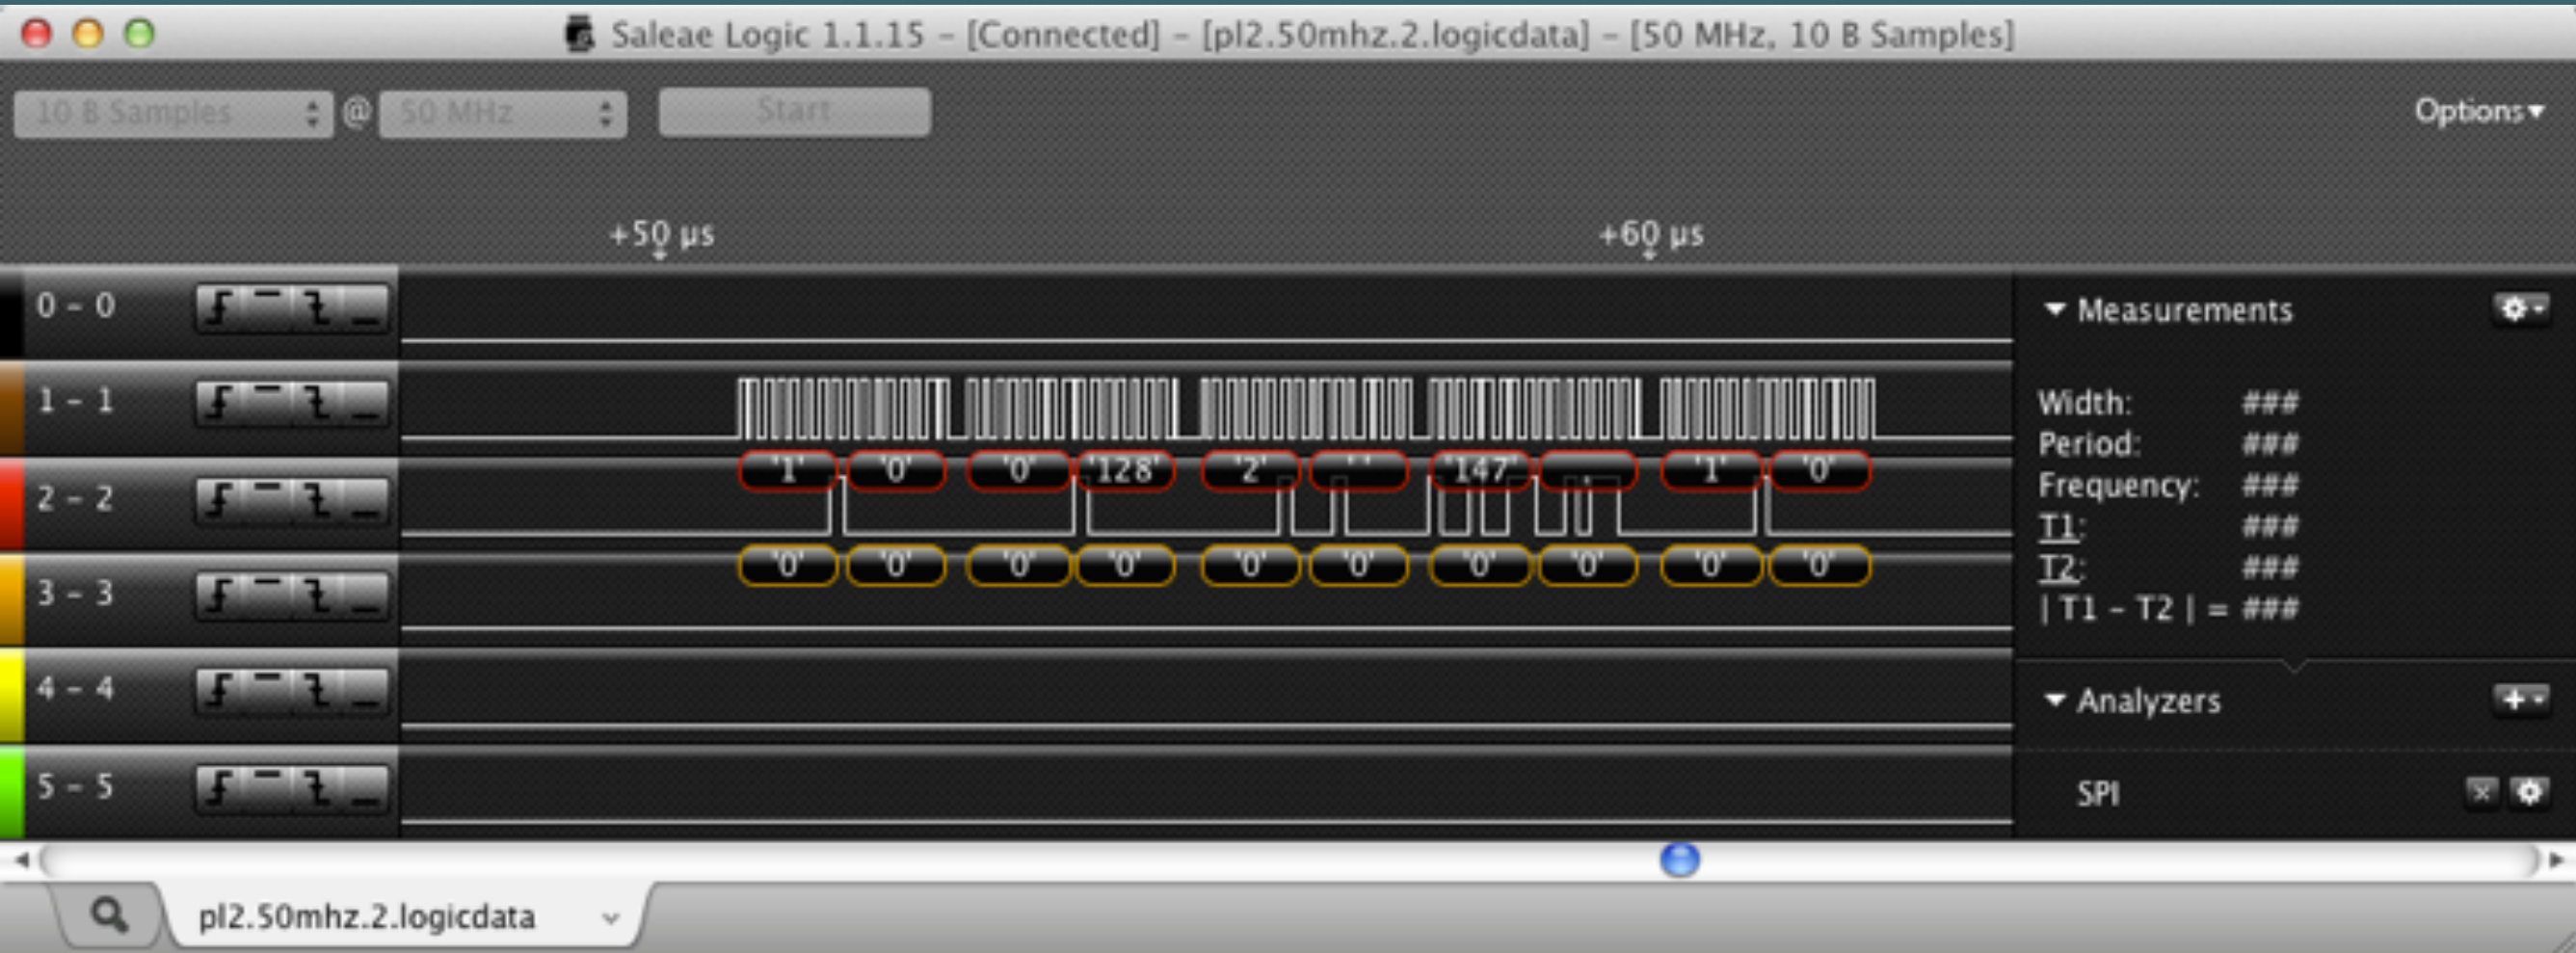 Saleae Logic 1.1.15 – [Connected] – [pl2.50mhz.2.logicdata] – [50 MHz, 10 B Samples]
10 B Samples @ 50 MHz Start Options
+50 µs +60 µs
0 – 0
1 – 1
'1' '0' '0' '128' '2' ' ' '147' '1' '0'
2 – 2
'0' '0' '0' '0' '0' '0' '0' '0' '0' '0'
3 – 3
4 – 4
5 – 5
Measurements
Width: ###
Period: ###
Frequency: ###
T1: ###
T2: ###
| T1 – T2 | = ###
Analyzers
SPI
pl2.50mhz.2.logicdata